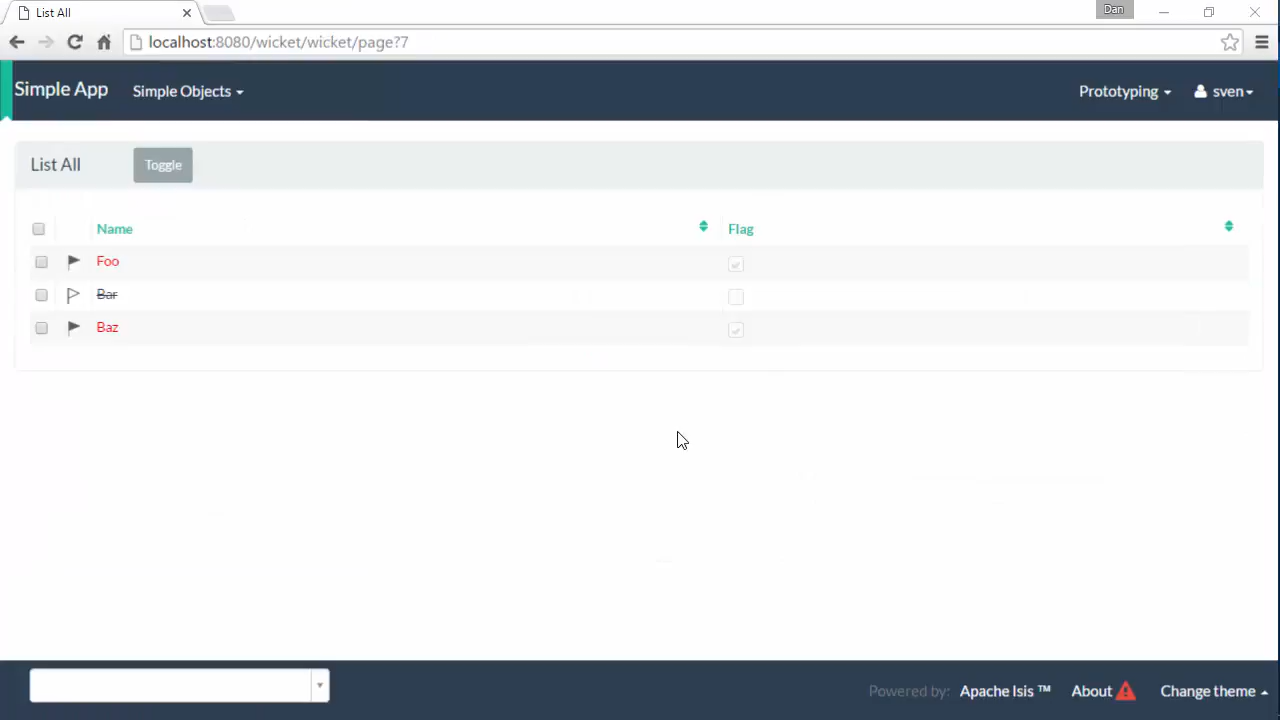 List All
Dan
localhost:8080/wicket/wicket/page?7
Simple App Simple Objects Prototyping sven
List All Toggle
Name Flag
Foo
Bar
Baz
Powered by: Apache Isis ™ About Change theme